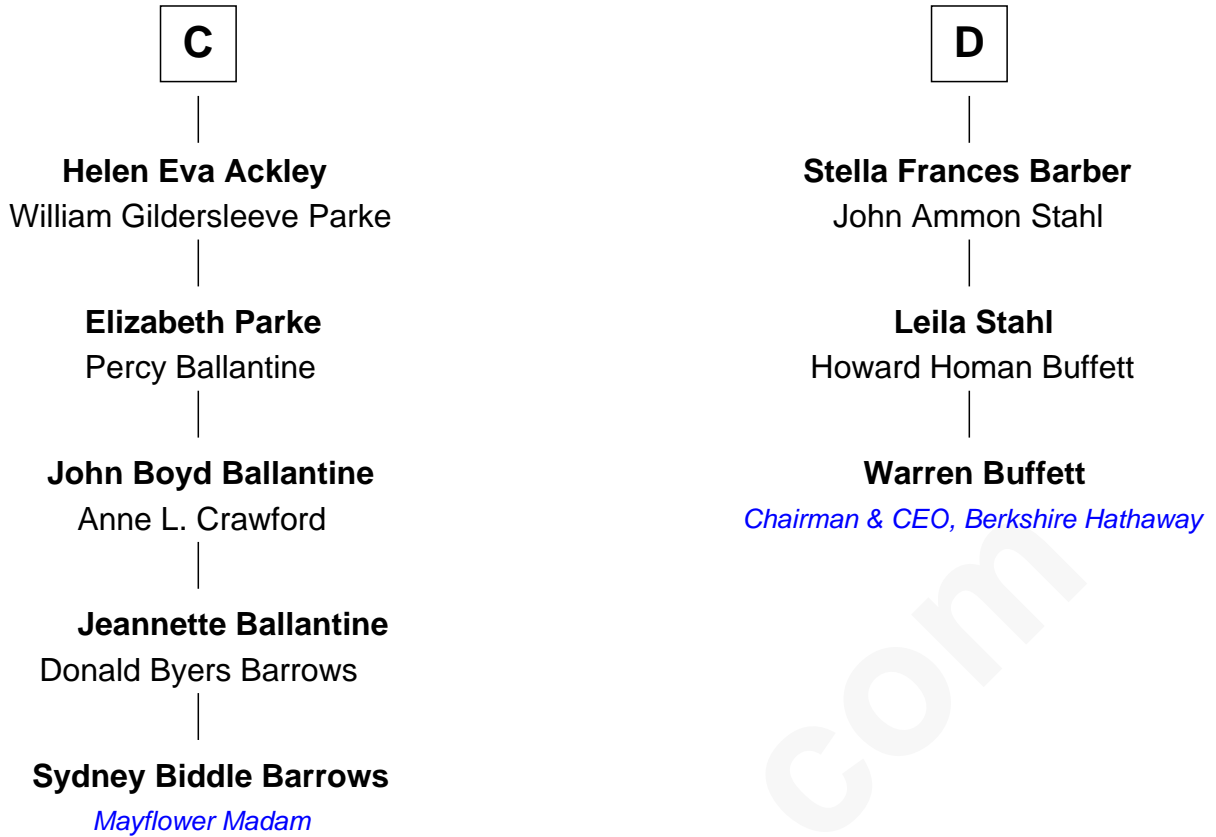 C
Helen Eva Ackley
William Gildersleeve Parke
Elizabeth Parke
Percy Ballantine
John Boyd Ballantine
Anne L. Crawford
Jeannette Ballantine
Donald Byers Barrows
Sydney Biddle Barrows
Mayflower Madam
D
Stella Frances Barber
John Ammon Stahl
Leila Stahl
Howard Homan Buffett
Warren Buffett
Chairman & CEO, Berkshire Hathaway
com